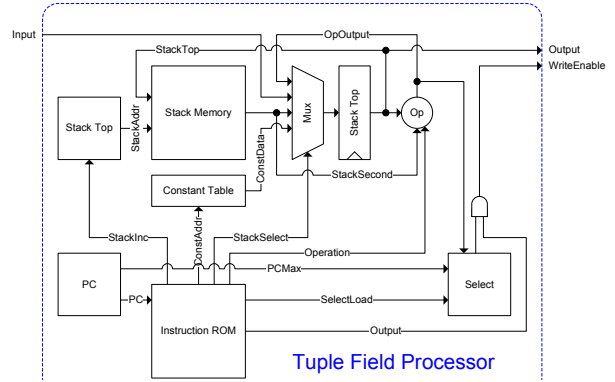 Input
OpOutput
StackTop
Output
WriteEnable
Stack Top
StackAddr
Stack Memory
Mux
Stack Top
Op
ConstData
StackSecond
Constant Table
StackInc
ConstAddr
StackSelect
Operation
PCMax
PC
PC
Instruction ROM
SelectLoad
Select
Output
Tuple Field Processor